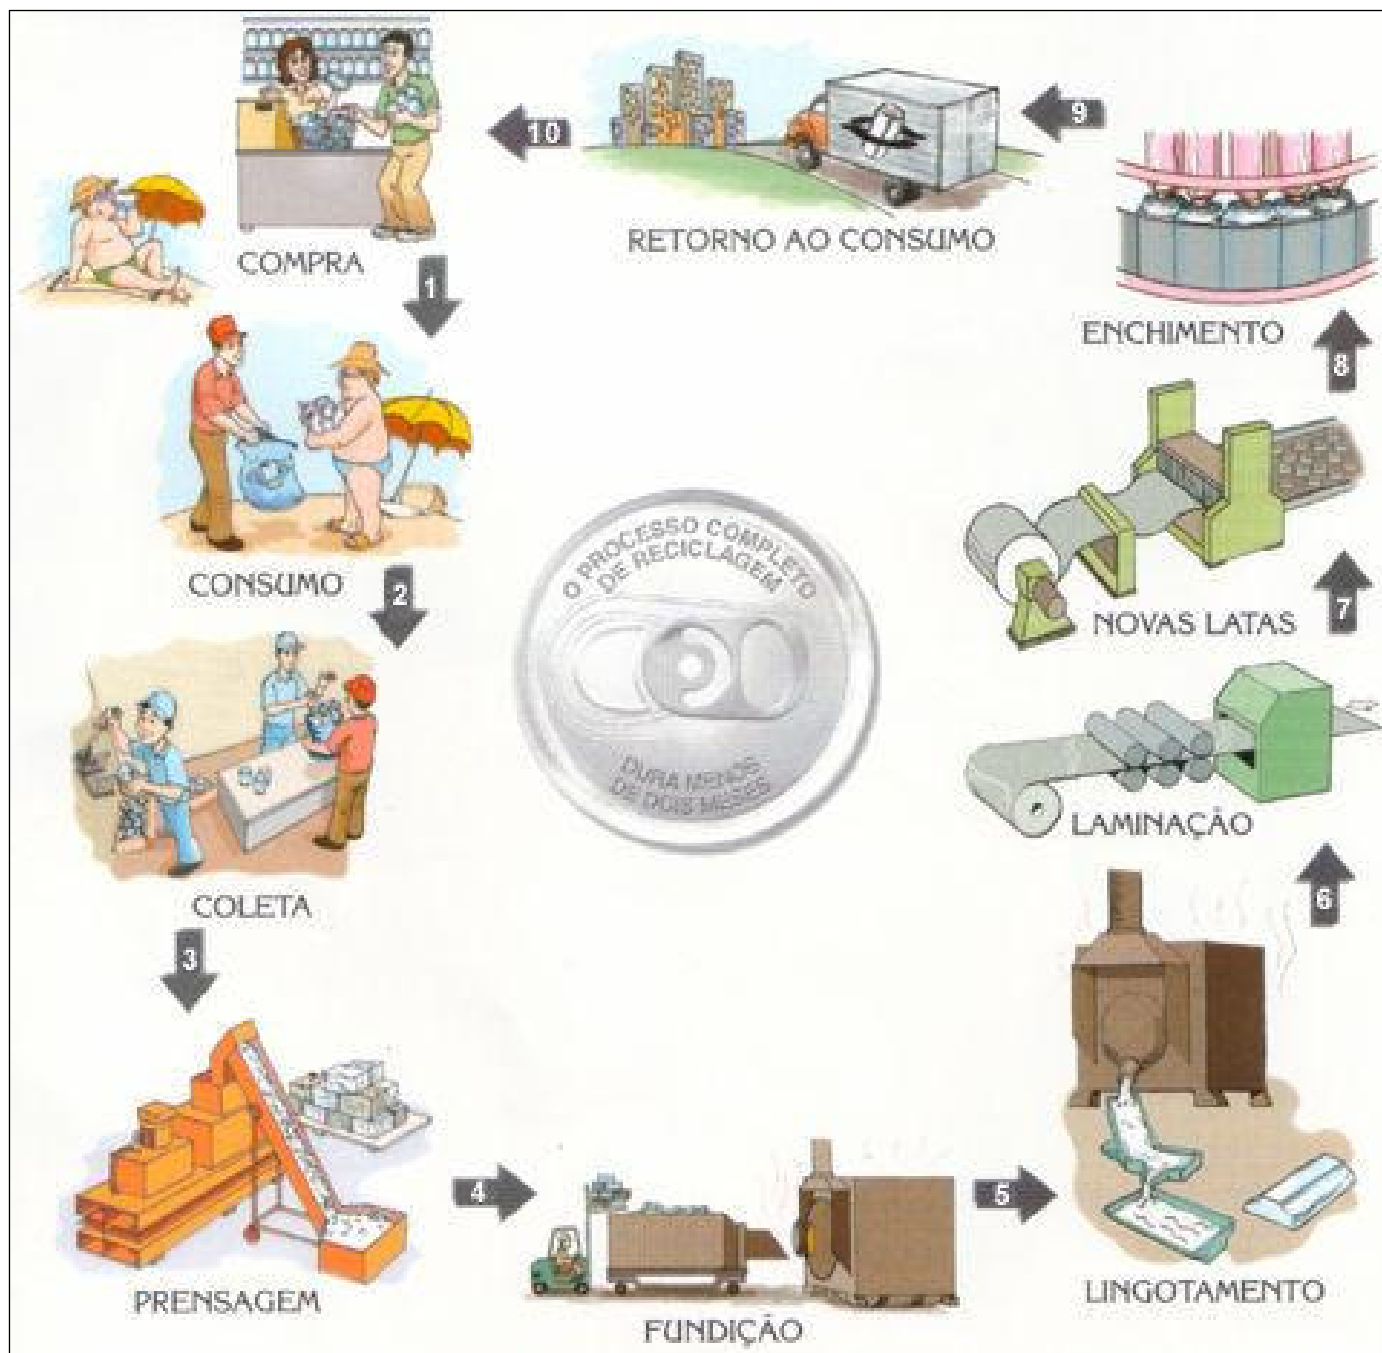 COMPRA
1
CONSUMO
2
COLETA
3
PRENSAGEM
4
FUNDIÇÃO
5
LINGOTAMENTO
6
LAMINAÇÃO
7
NOVAS LATAS
8
ENCHIMENTO
9
RETORNO AO CONSUMO
10
O PROCESSO COMPLETO
DE RECICLAGEM
DURA MENOS
DE DOIS MESES